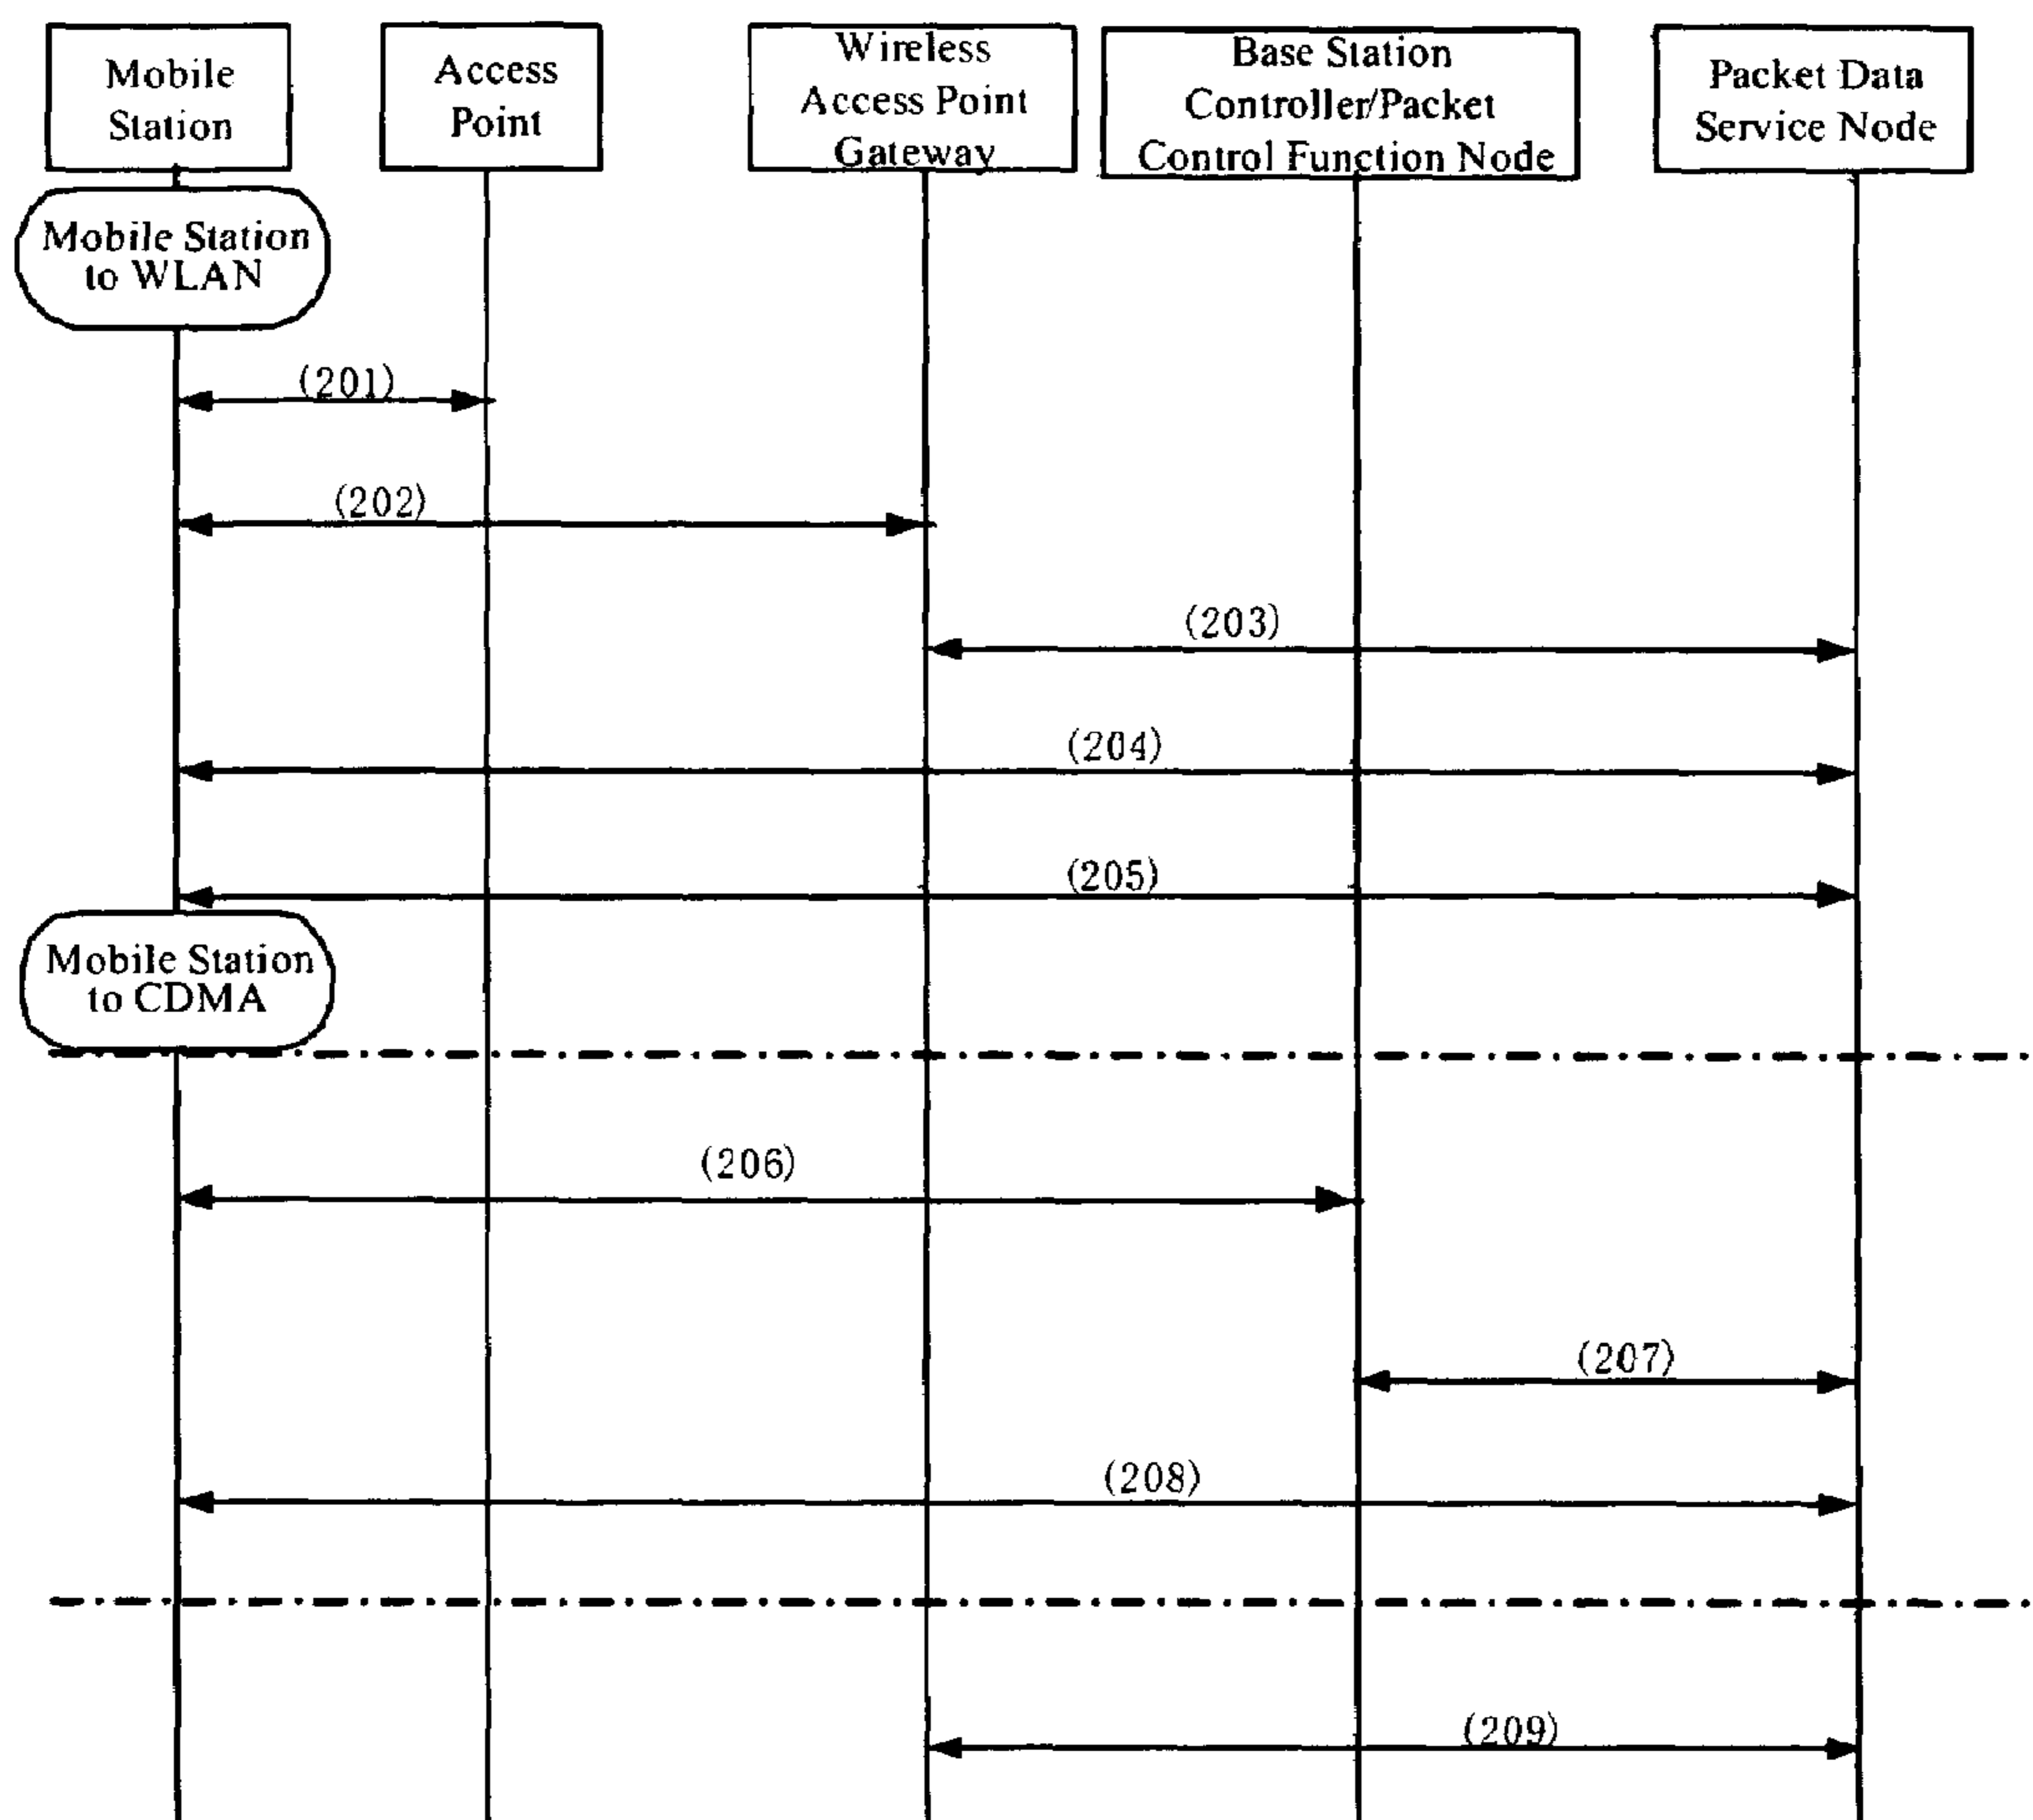 Mobile
Station
Access
Point
Wireless
Access Point
Gateway
Base Station
Controller/Packet
Control Function Node
Packet Data
Service Node
Mobile Station
to WLAN
(201)
(202)
(203)
(204)
(205)
Mobile Station
to CDMA
(206)
(207)
(208)
(209)